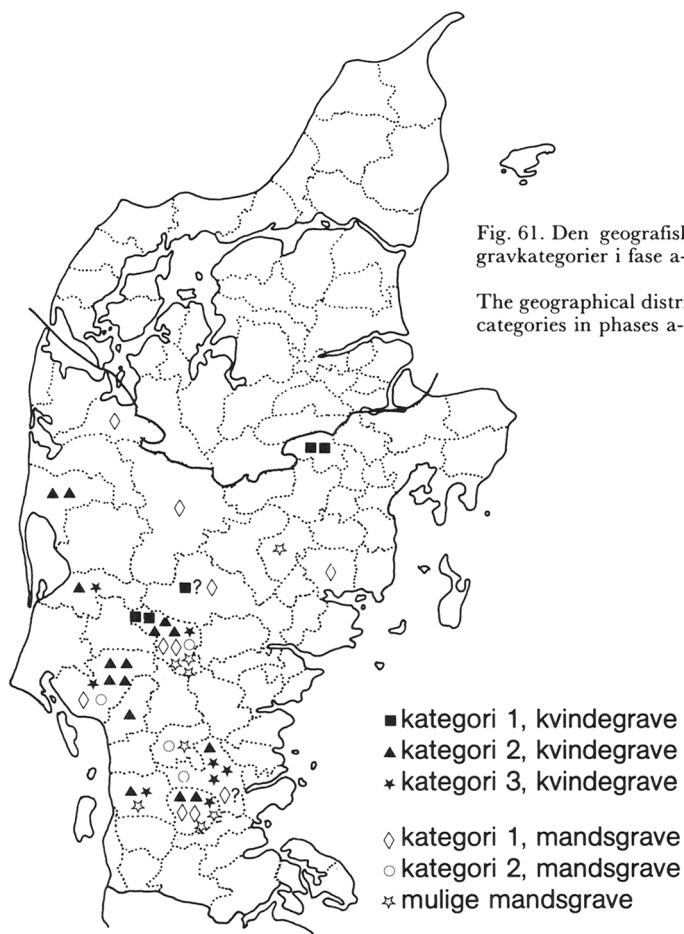 Fig. 61. Den geografisk
gravkategorier i fase a-
The geographical distri
categories in phases a-
?
?
kategori 1, kvindegrave
kategori 2, kvindegrave
kategori 3, kvindegrave
kategori 1, mandsgrave
kategori 2, mandsgrave
mulige mandsgrave